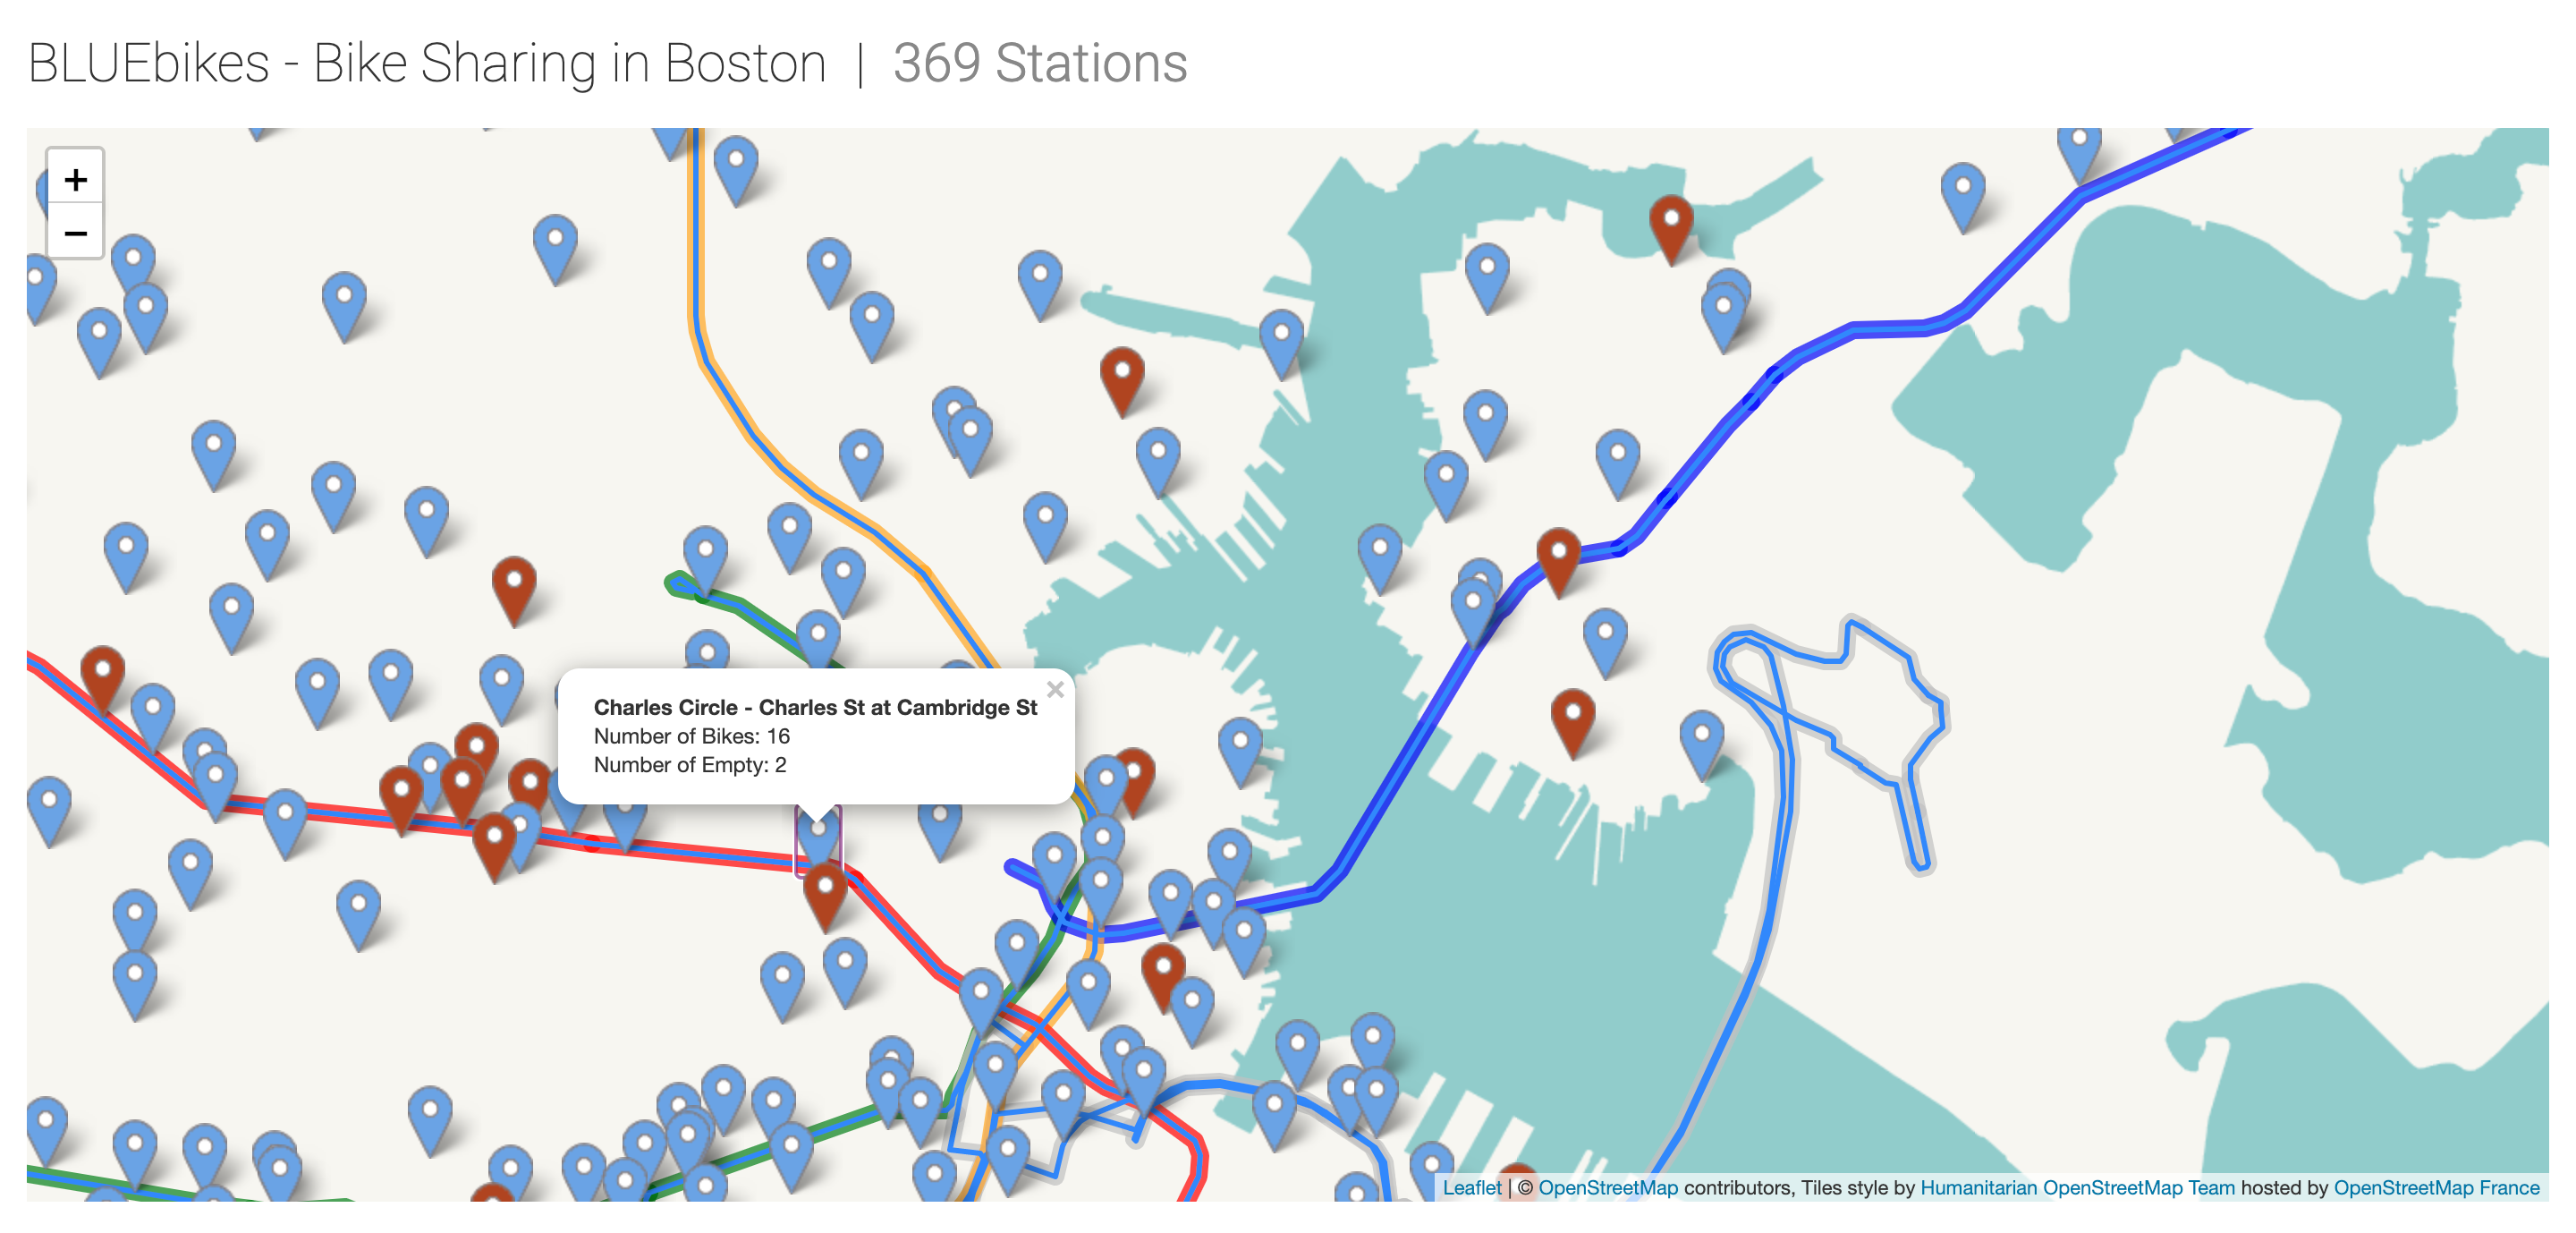 BLUEbikes - Bike Sharing in Boston | 369 Stations
+
−
×
Charles Circle - Charles St at Cambridge St
Number of Bikes: 16
Number of Empty: 2
Leaflet | © OpenStreetMap contributors, Tiles style by Humanitarian OpenStreetMap Team hosted by OpenStreetMap France